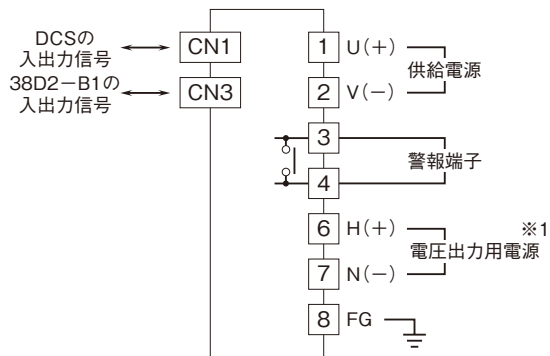 DCSの
入出力信号
CN1
38D2－B1の
入出力信号
CN3
1 U(＋)
供給電源
2 V(－)
3
警報端子
4
6 H(＋)
※1
電圧出力用電源
7 N(－)
8 FG